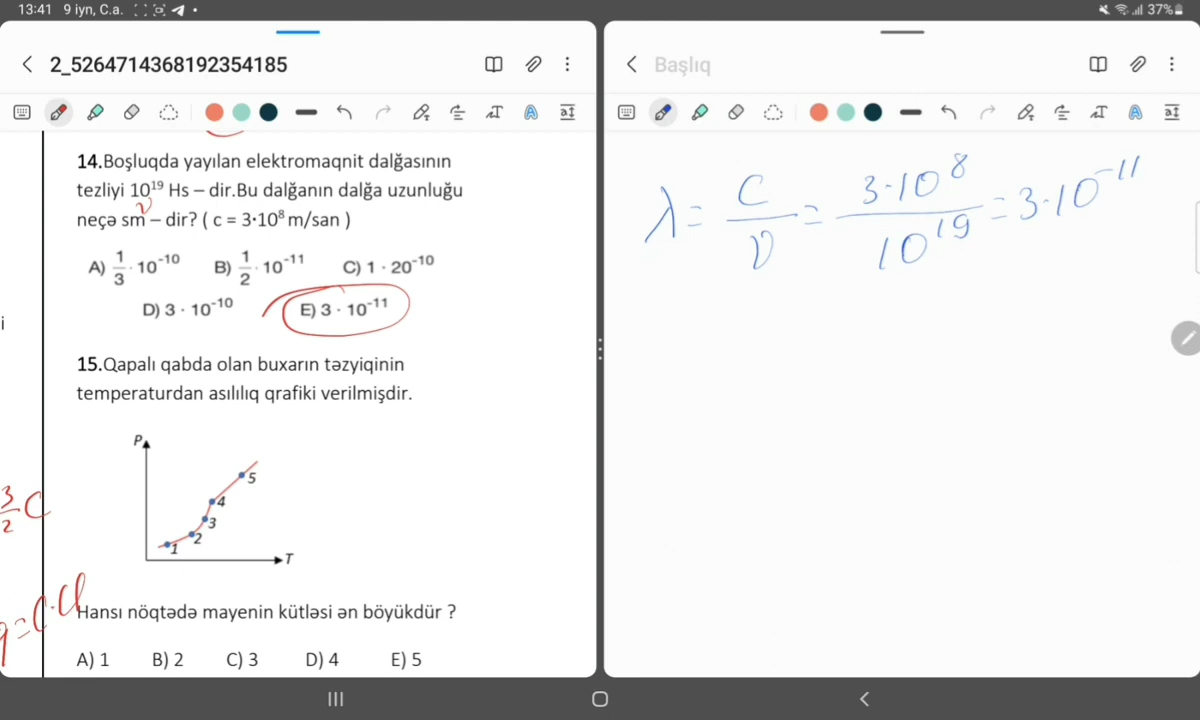 13:41 9 iyn, C.a.
37%
2_5264714368192354185
Başlıq
14.Boşluqda yayılan elektromaqnit dalğasının
tezliyi 10¹⁹ Hs – dir.Bu dalğanın dalğa uzunluğu
ν
neçə sm – dir? ( c = 3·10⁸ m/san )
A) 1/3 · 10⁻¹⁰ B) 1/2 · 10⁻¹¹ C) 1 · 20⁻¹⁰
D) 3 · 10⁻¹⁰ E) 3 · 10⁻¹¹
i
15.Qapalı qabda olan buxarın təzyiqinin
temperaturdan asılılıq qrafiki verilmişdir.
P
5
4
3
2
1
T
3/2 C
q=C·U
Hansı nöqtədə mayenin kütləsi ən böyükdür ?
A) 1 B) 2 C) 3 D) 4 E) 5
λ = C/ν = 3·10⁸/10¹⁹ = 3·10⁻¹¹